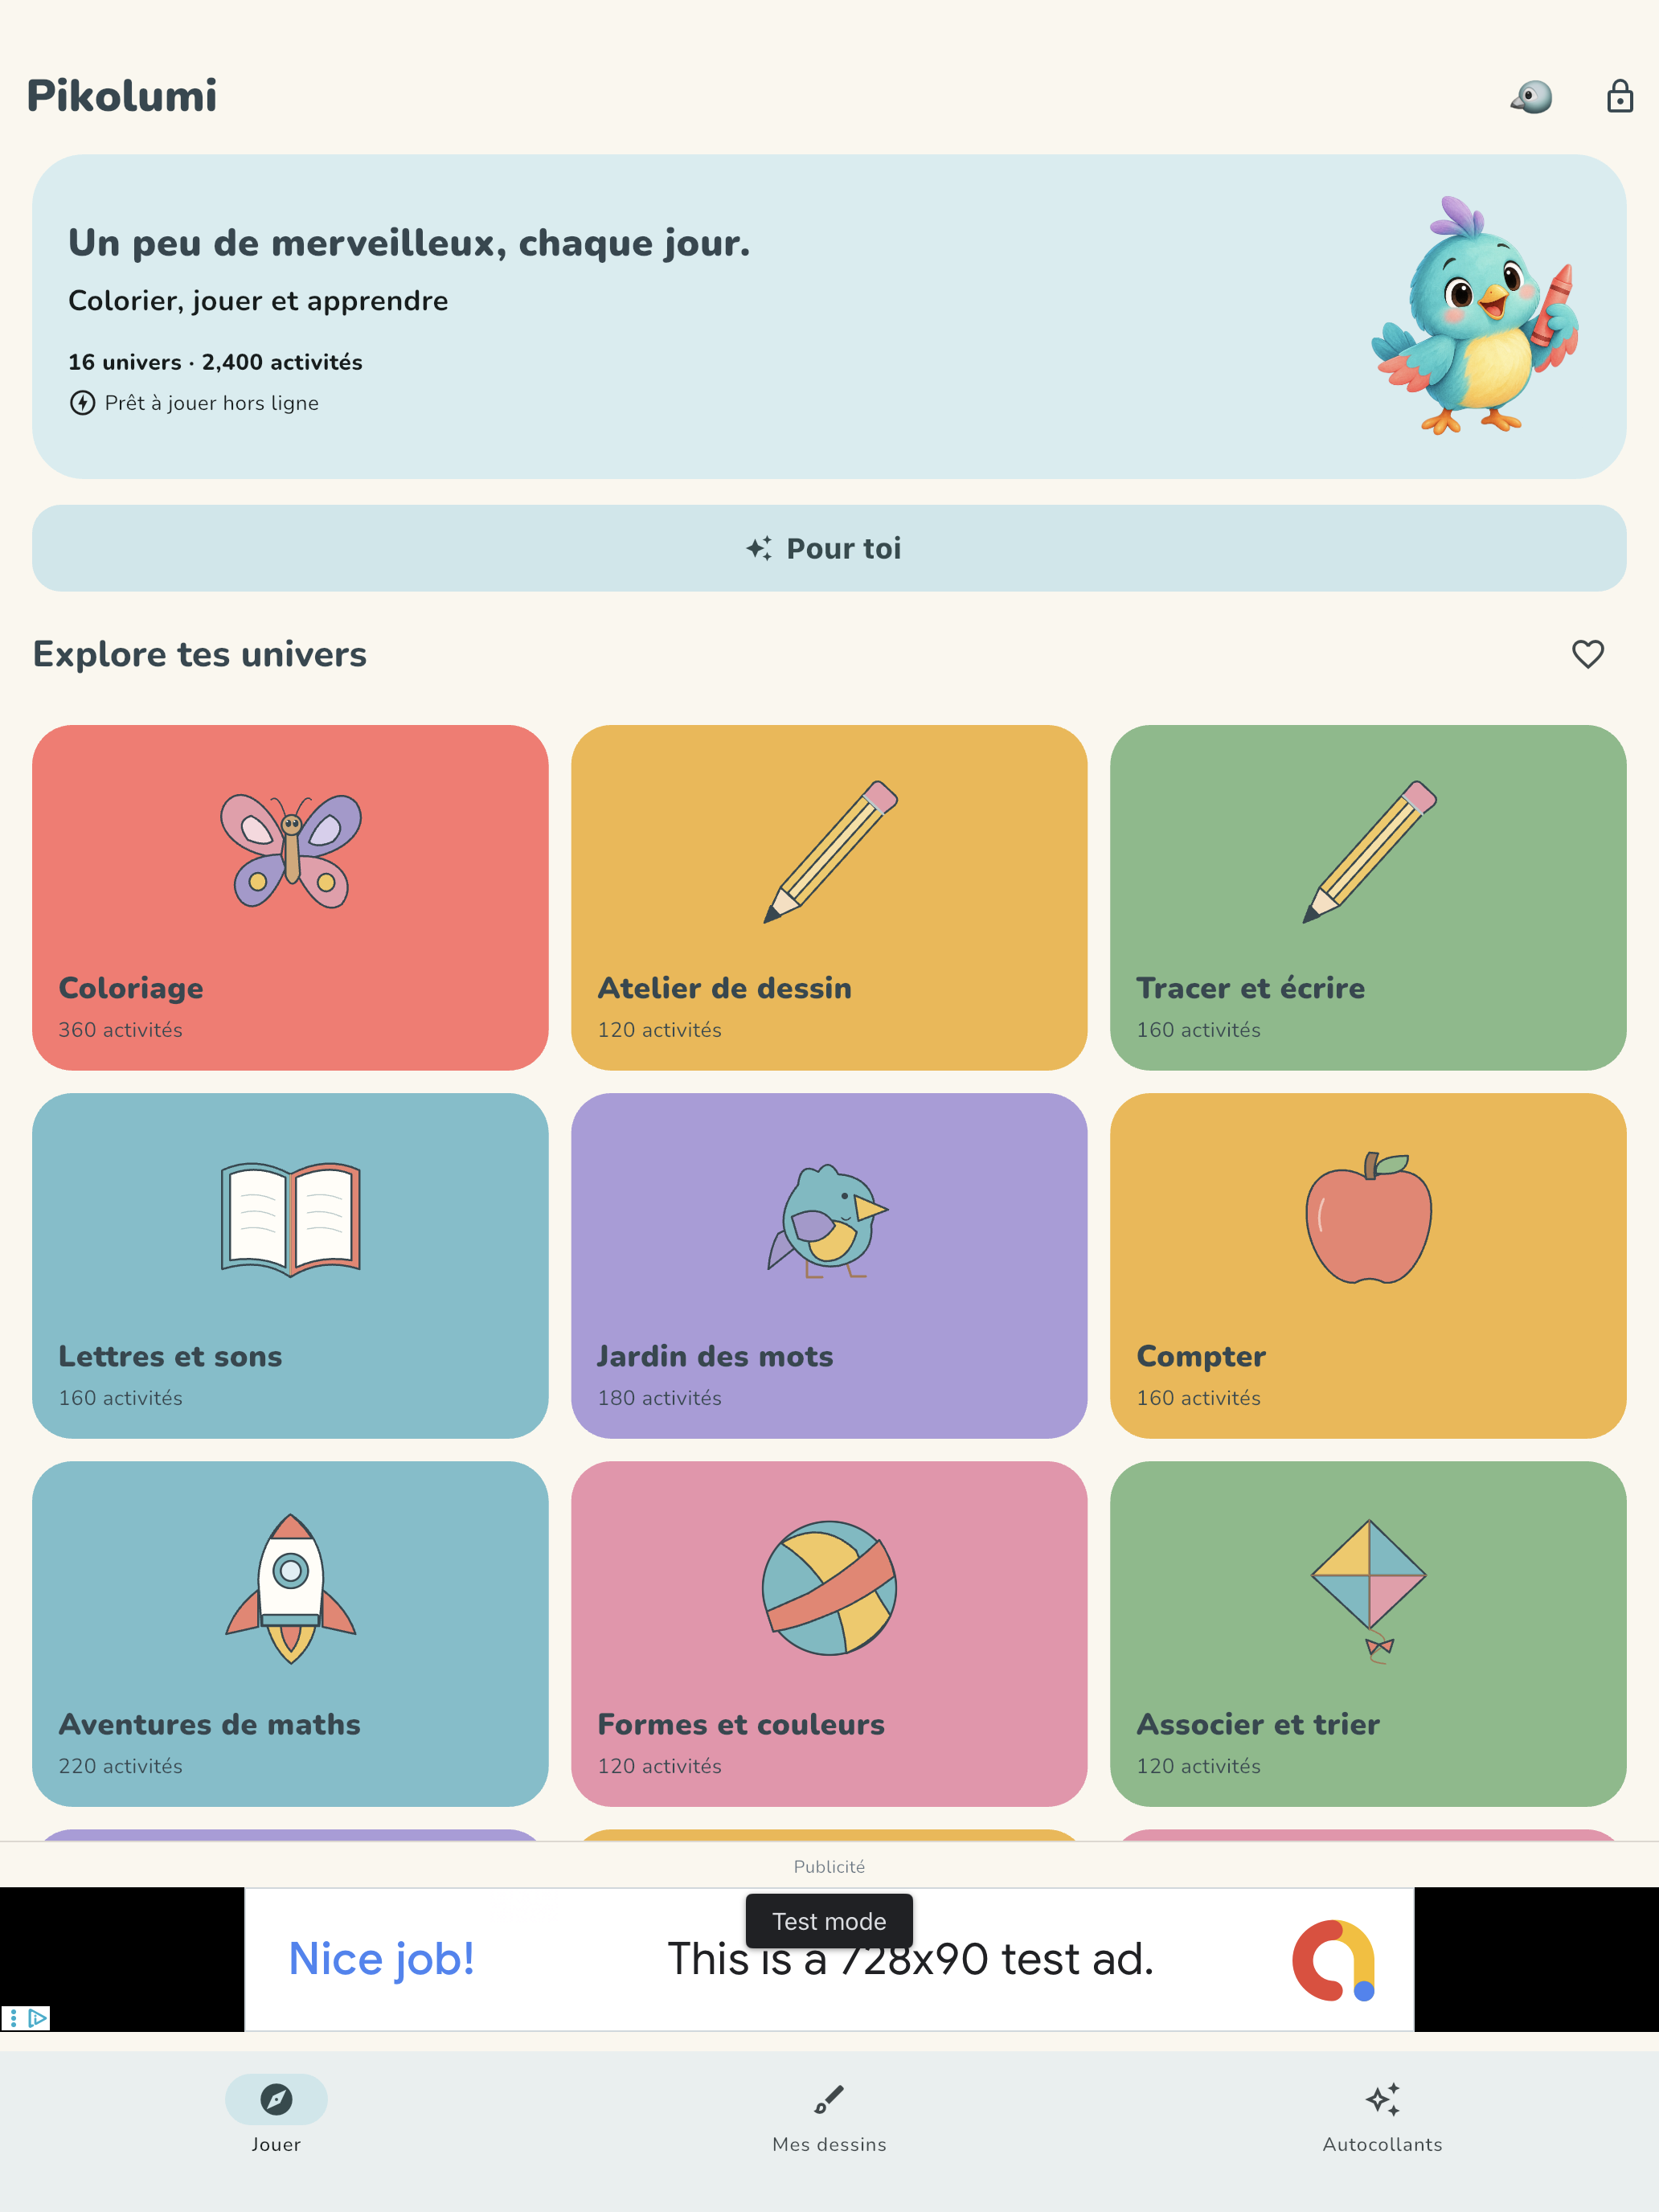 Pikolumi
Un peu de merveilleux, chaque jour.
Colorier, jouer et apprendre
16 univers · 2,400 activités
Prêt à jouer hors ligne
Pour toi
Explore tes univers
Coloriage
360 activités
Atelier de dessin
120 activités
Tracer et écrire
160 activités
Lettres et sons
160 activités
Jardin des mots
180 activités
Compter
160 activités
Aventures de maths
220 activités
Formes et couleurs
120 activités
Associer et trier
120 activités
Publicité
Test mode
Nice job!
This is a 728x90 test ad.
Jouer
Mes dessins
Autocollants